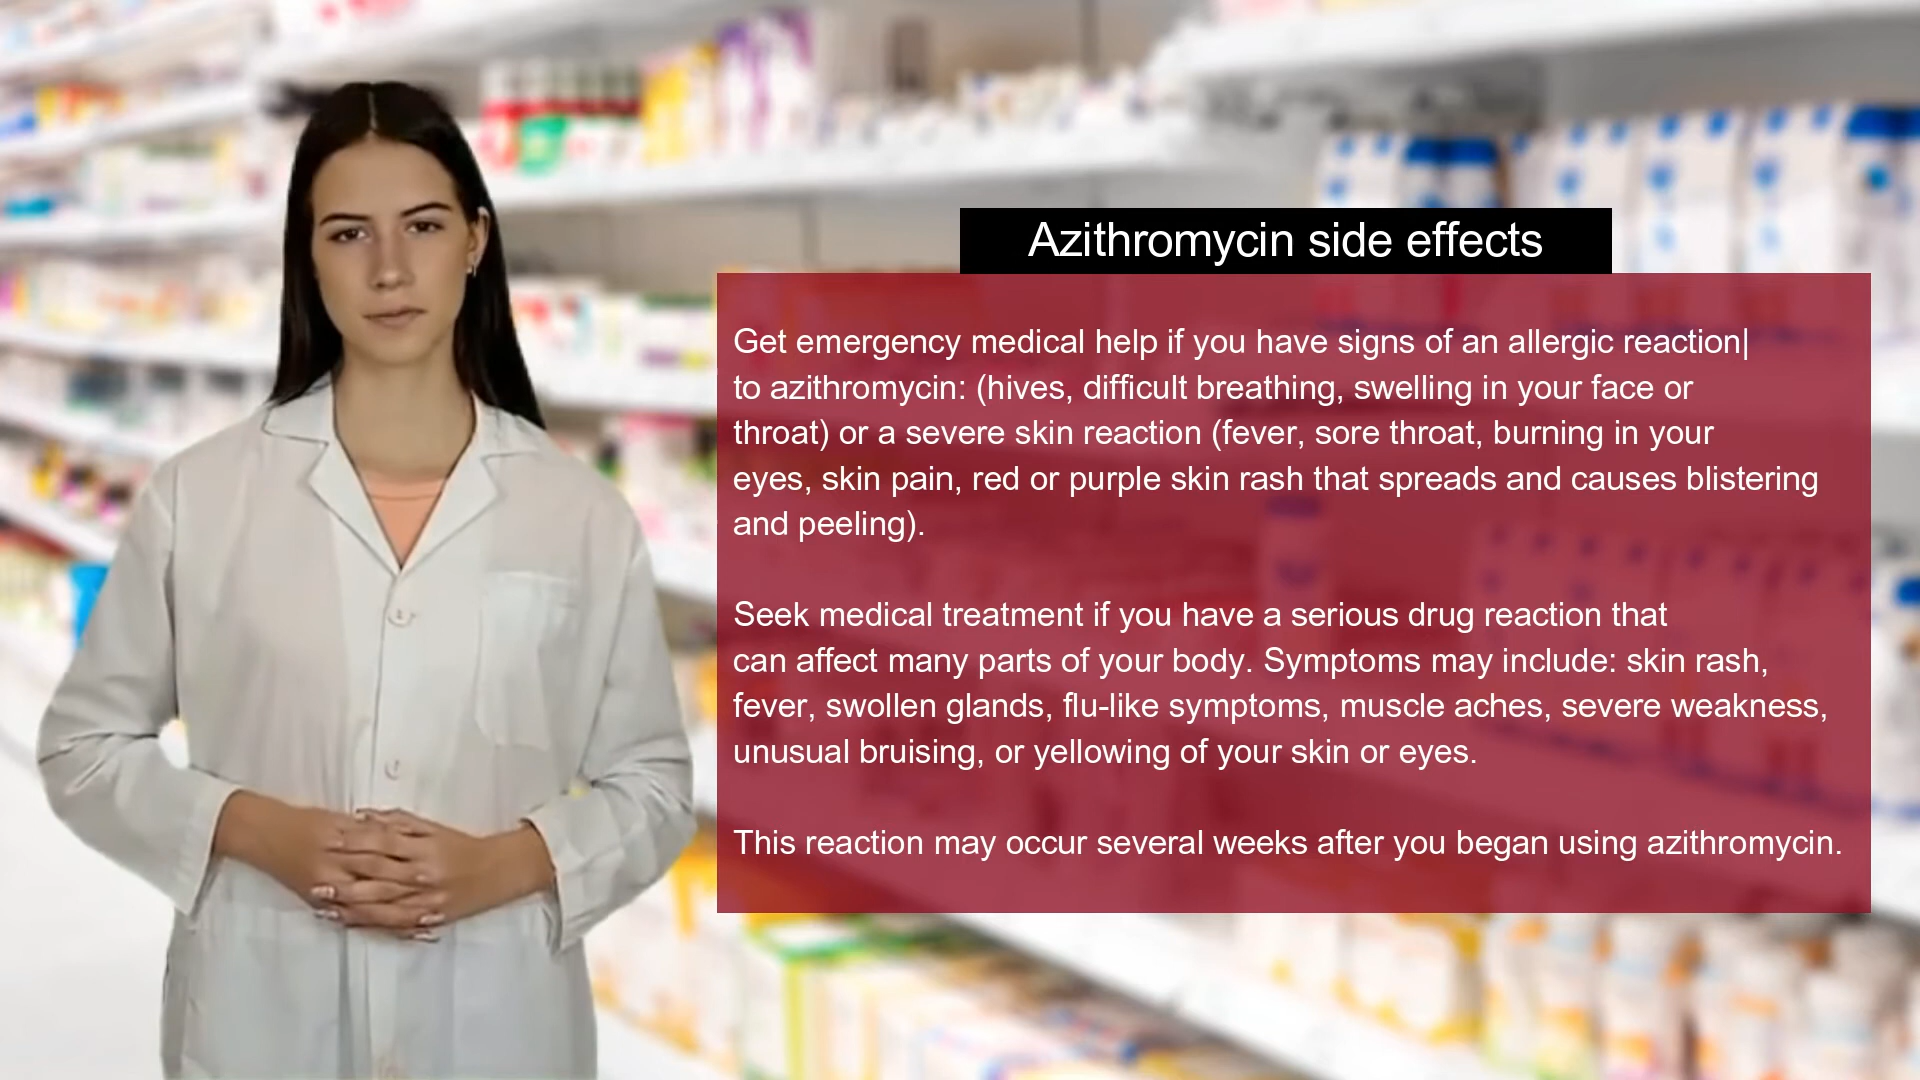 Azithromycin side effects
Get emergency medical help if you have signs of an allergic reaction|
to azithromycin: (hives, difficult breathing, swelling in your face or
throat) or a severe skin reaction (fever, sore throat, burning in your
eyes, skin pain, red or purple skin rash that spreads and causes blistering
and peeling).
Seek medical treatment if you have a serious drug reaction that
can affect many parts of your body. Symptoms may include: skin rash,
fever, swollen glands, flu-like symptoms, muscle aches, severe weakness,
unusual bruising, or yellowing of your skin or eyes.
This reaction may occur several weeks after you began using azithromycin.